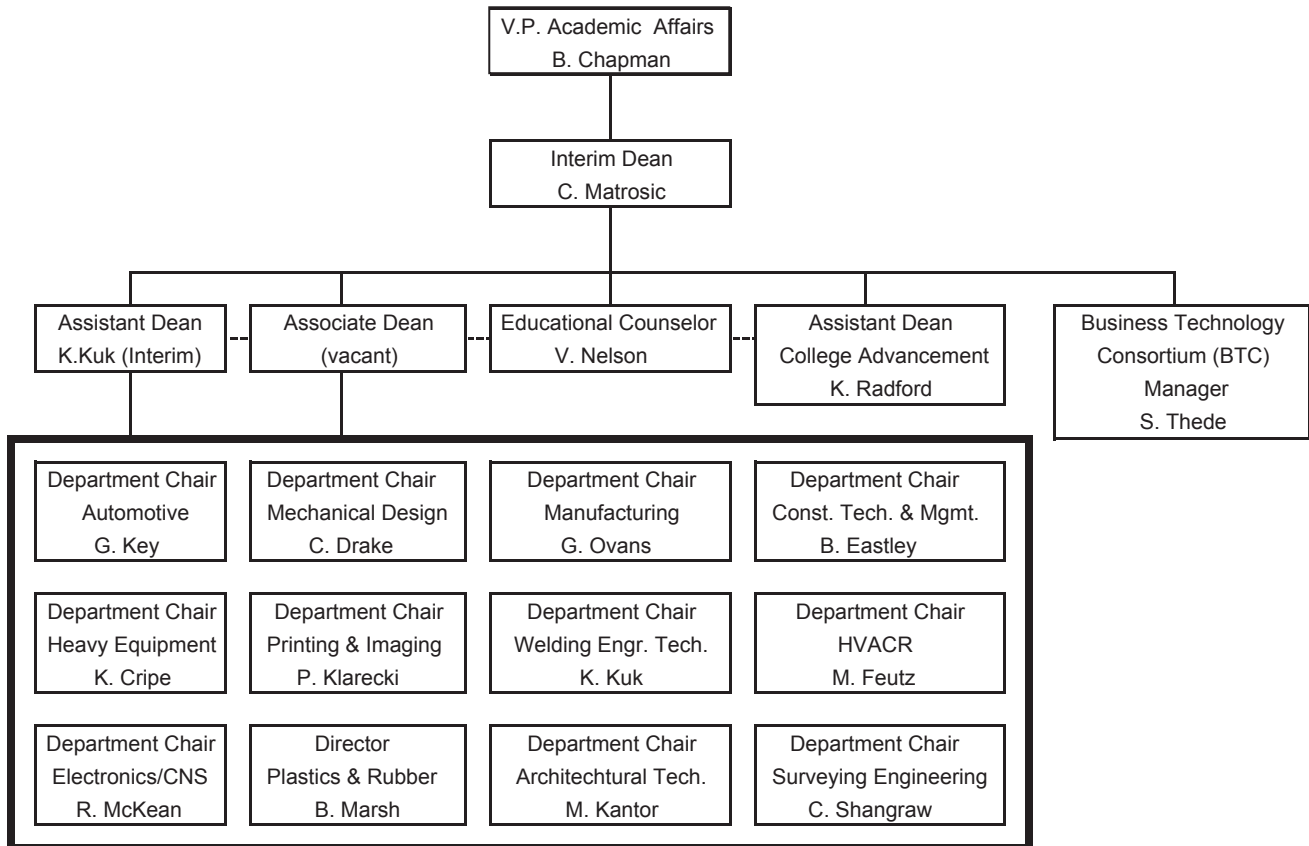 V.P. Academic Affairs
B. Chapman
Interim Dean
C. Matrosic
Assistant Dean
K.Kuk (Interim)
Associate Dean
(vacant)
Educational Counselor
V. Nelson
Assistant Dean
College Advancement
K. Radford
Business Technology
Consortium (BTC)
Manager
S. Thede
Department Chair
Automotive
G. Key
Department Chair
Mechanical Design
C. Drake
Department Chair
Manufacturing
G. Ovans
Department Chair
Const. Tech. & Mgmt.
B. Eastley
Department Chair
Heavy Equipment
K. Cripe
Department Chair
Printing & Imaging
P. Klarecki
Department Chair
Welding Engr. Tech.
K. Kuk
Department Chair
HVACR
M. Feutz
Department Chair
Electronics/CNS
R. McKean
Director
Plastics & Rubber
B. Marsh
Department Chair
Architechtural Tech.
M. Kantor
Department Chair
Surveying Engineering
C. Shangraw